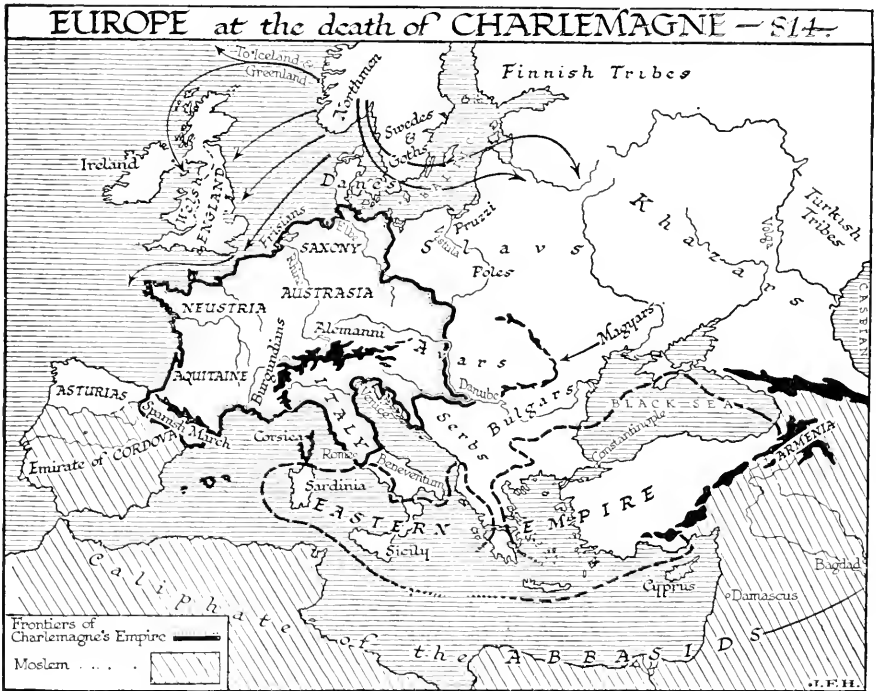 EUROPE at the death of CHARLEMAGNE — 814.
To Iceland &
Greenland
Northmen
Finnish Tribes
Swedes
&
Goths
BALTIC
Ireland
Welsh
ENGLAND
Danes
Pruzzi
Khazars
Turkish
Tribes
Volga
Frisians
Elbe
SAXONY
Slavs
Vistula
Poles
Rhine
NEUSTRIA
AUSTRASIA
CASPIAN
Alemanni
Avars
Magyars
Burgundians
AQUITAINE
Danube
Bulgars
BLACK SEA
ASTURIAS
Spanish March
ITALY
Venice
Serbs
Constantinople
ARMENIA
Emirate of CORDOVA
Corsica
Rome
Beneventum
Sardinia
EASTERN EMPIRE
Sicily
Bagdad
Cyprus
Damascus
Caliphate of the ABBASIDS
Frontiers of
Charlemagne's Empire
Moslem . . . .
J.F.H.